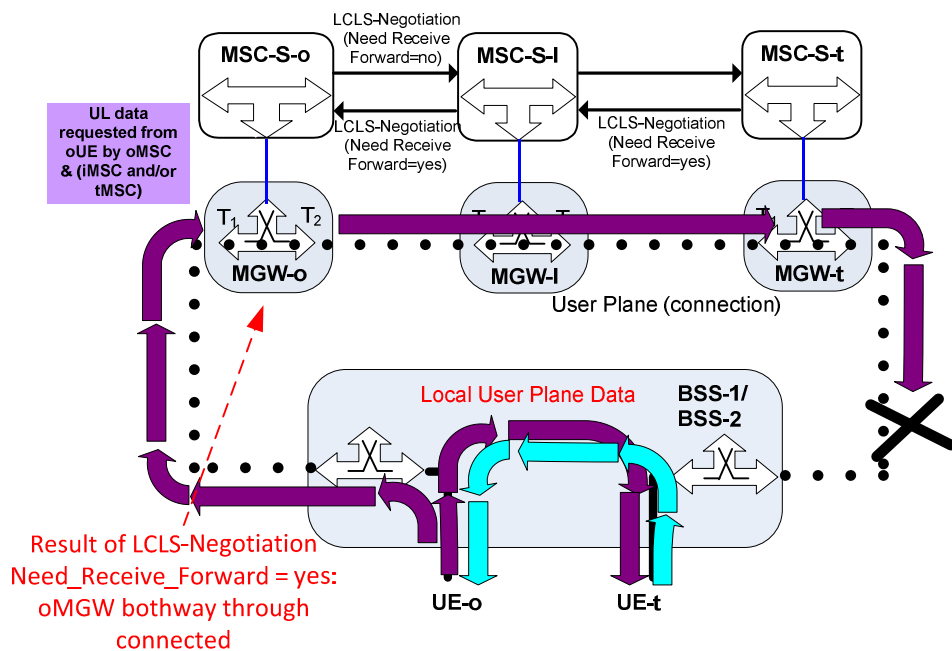 LCLS-Negotiation
(Need Receive
Forward=no)
MSC-S-o
MSC-S-I
MSC-S-t
UL data
requested from
oUE by oMSC
& (iMSC and/or
tMSC)
LCLS-Negotiation
(Need Receive
Forward=yes)
LCLS-Negotiation
(Need Receive
Forward=yes)
T1
T2
MGW-o
MGW-I
MGW-t
User Plane (connection)
Local User Plane Data
BSS-1/
BSS-2
Result of LCLS-Negotiation
Need_Receive_Forward = yes:
oMGW bothway through
connected
UE-o
UE-t